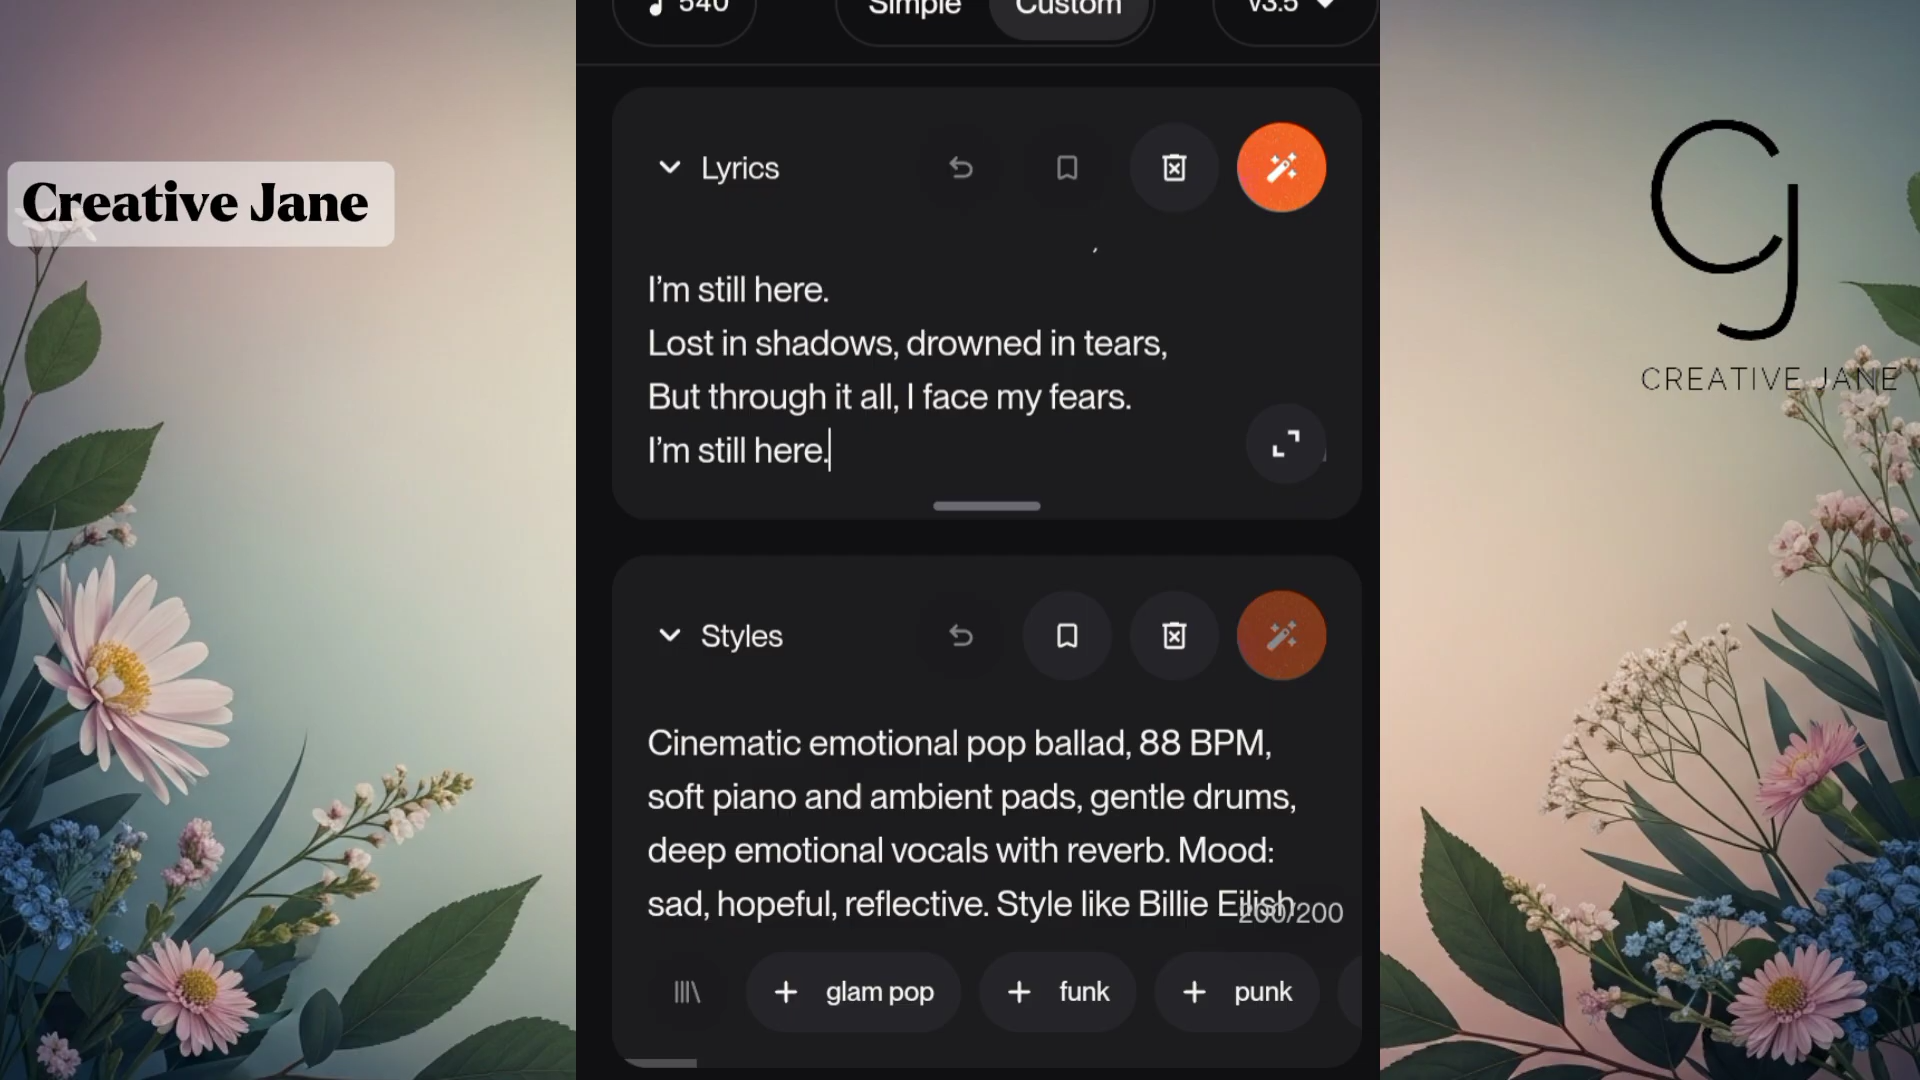 540
Simple
Custom
v3.5
Creative Jane
Lyrics
I'm still here.
Lost in shadows, drowned in tears,
But through it all, I face my fears.
I'm still here.
CREATIVE JANE
Styles
Cinematic emotional pop ballad, 88 BPM,
soft piano and ambient pads, gentle drums,
deep emotional vocals with reverb. Mood:
sad, hopeful, reflective. Style like Billie Eilish
200/200
+ glam pop
+ funk
+ punk